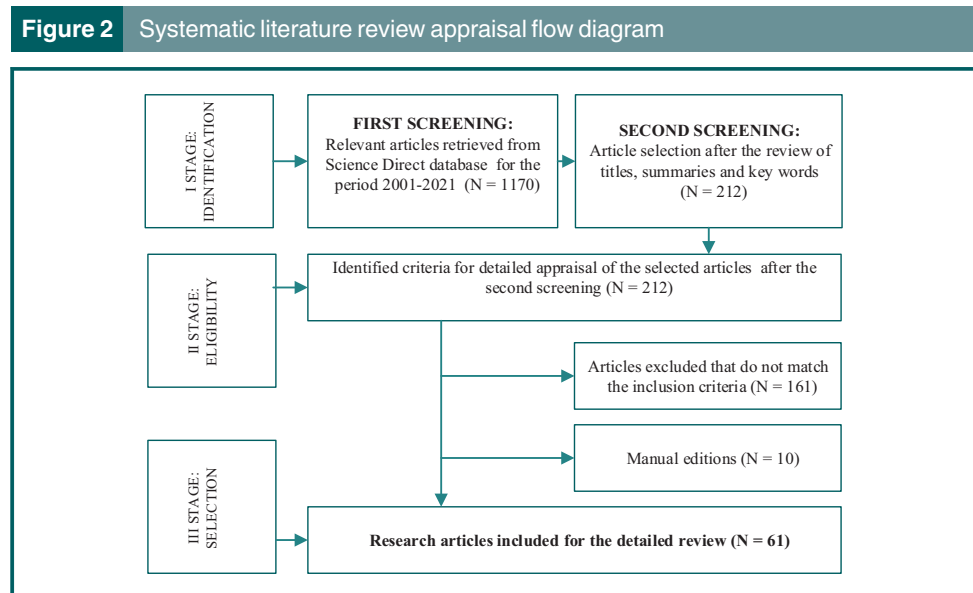 Figure 2 Systematic literature review appraisal flow diagram
I STAGE:
IDENTIFICATION
FIRST SCREENING:
Relevant articles retrieved from
Science Direct database for the
period 2001-2021 (N = 1170)
SECOND SCREENING:
Article selection after the review of
titles, summaries and key words
(N = 212)
II STAGE:
ELIGIBILITY
Identified criteria for detailed appraisal of the selected articles after the
second screening (N = 212)
Articles excluded that do not match
the inclusion criteria (N = 161)
Manual editions (N = 10)
III STAGE:
SELECTION
Research articles included for the detailed review (N = 61)